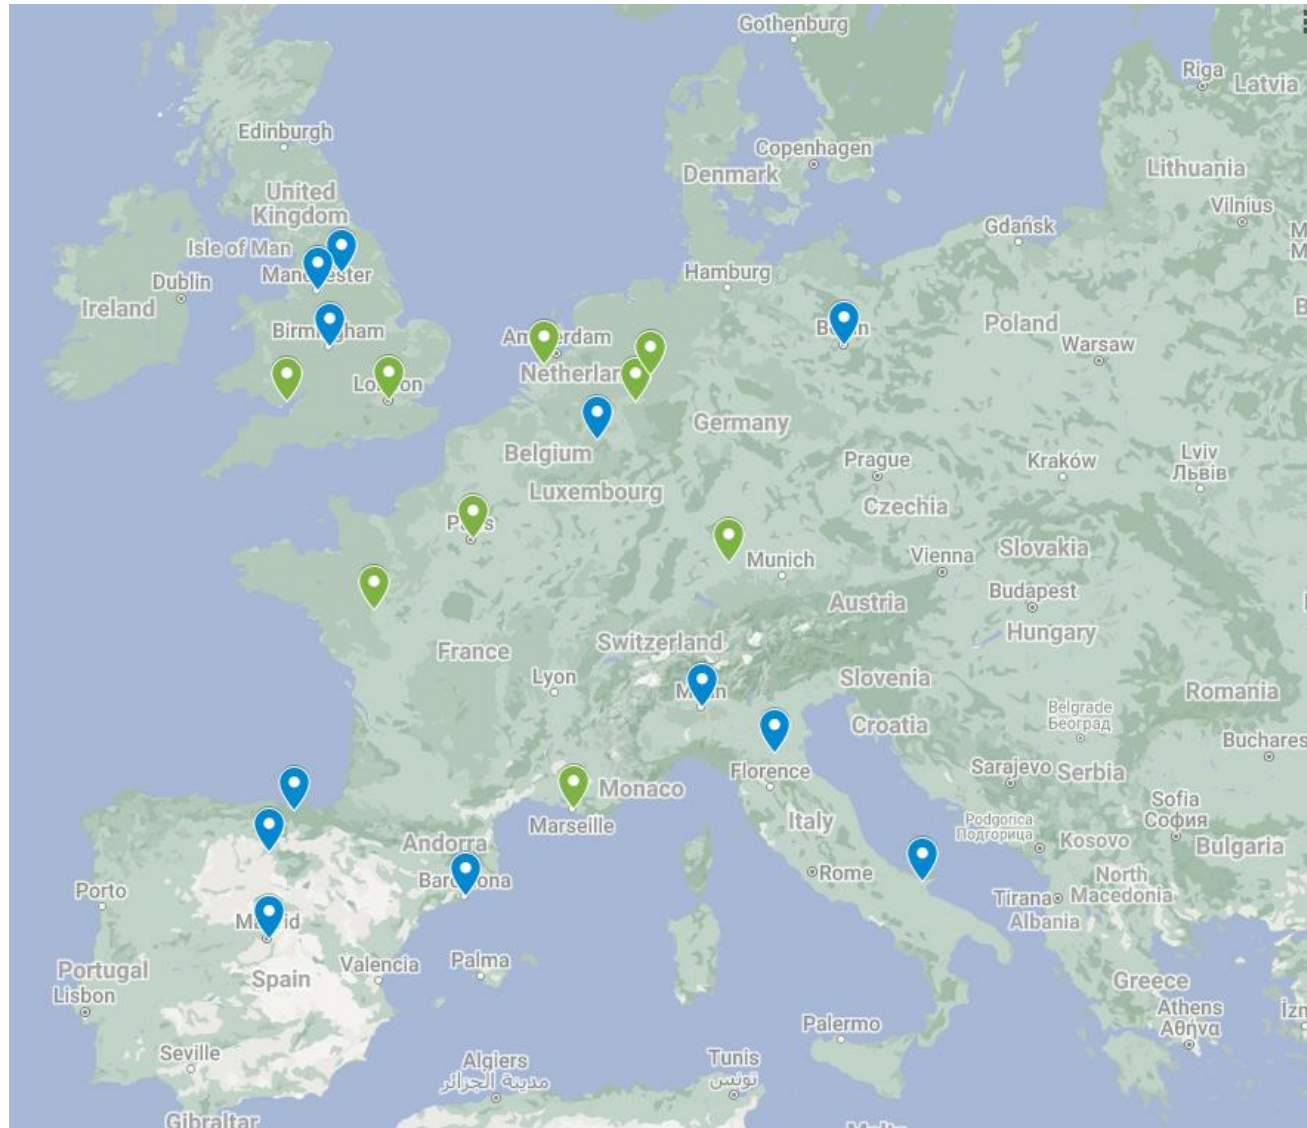 Gothenburg
Riga
Latvia
Edinburgh
Copenhagen
Denmark
Lithuania
United
Kingdom
Vilnius
Gdańsk
Isle of Man
Hamburg
Dublin
Ireland
Birmingham
Poland
Warsaw
Germany
Belgium
Prague
Kraków
Lviv
Львів
Luxembourg
Czechia
Munich
Vienna
Slovakia
Budapest
Austria
Hungary
Switzerland
France
Lyon
Slovenia
Romania
Belgrade
Београд
Croatia
Florence
Sarajevo
Serbia
Monaco
Sofia
София
Marseille
Italy
Podgorica
Подгорица
Kosovo
Bulgaria
Andorra
Rome
North
Macedonia
Porto
Tirana
Albania
Portugal
Lisbon
Spain
Valencia
Palma
Greece
Athens
Αθήνα
Palermo
Seville
Algiers
مدينة الجزائر
Tunis
تونس
Gibraltar